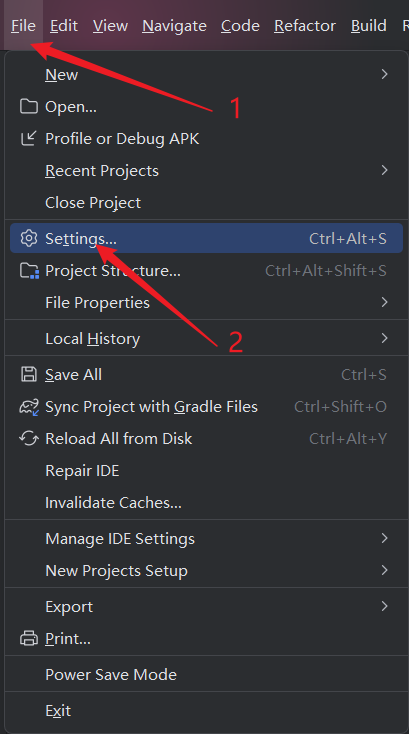 File Edit View Navigate Code Refactor Build
1
New
Open...
Profile or Debug APK
Recent Projects
Close Project
Settings... Ctrl+Alt+S
Project Structure... Ctrl+Alt+Shift+S
File Properties
2
Local History
Save All Ctrl+S
Sync Project with Gradle Files Ctrl+Shift+O
Reload All from Disk Ctrl+Alt+Y
Repair IDE
Invalidate Caches...
Manage IDE Settings
New Projects Setup
Export
Print...
Power Save Mode
Exit